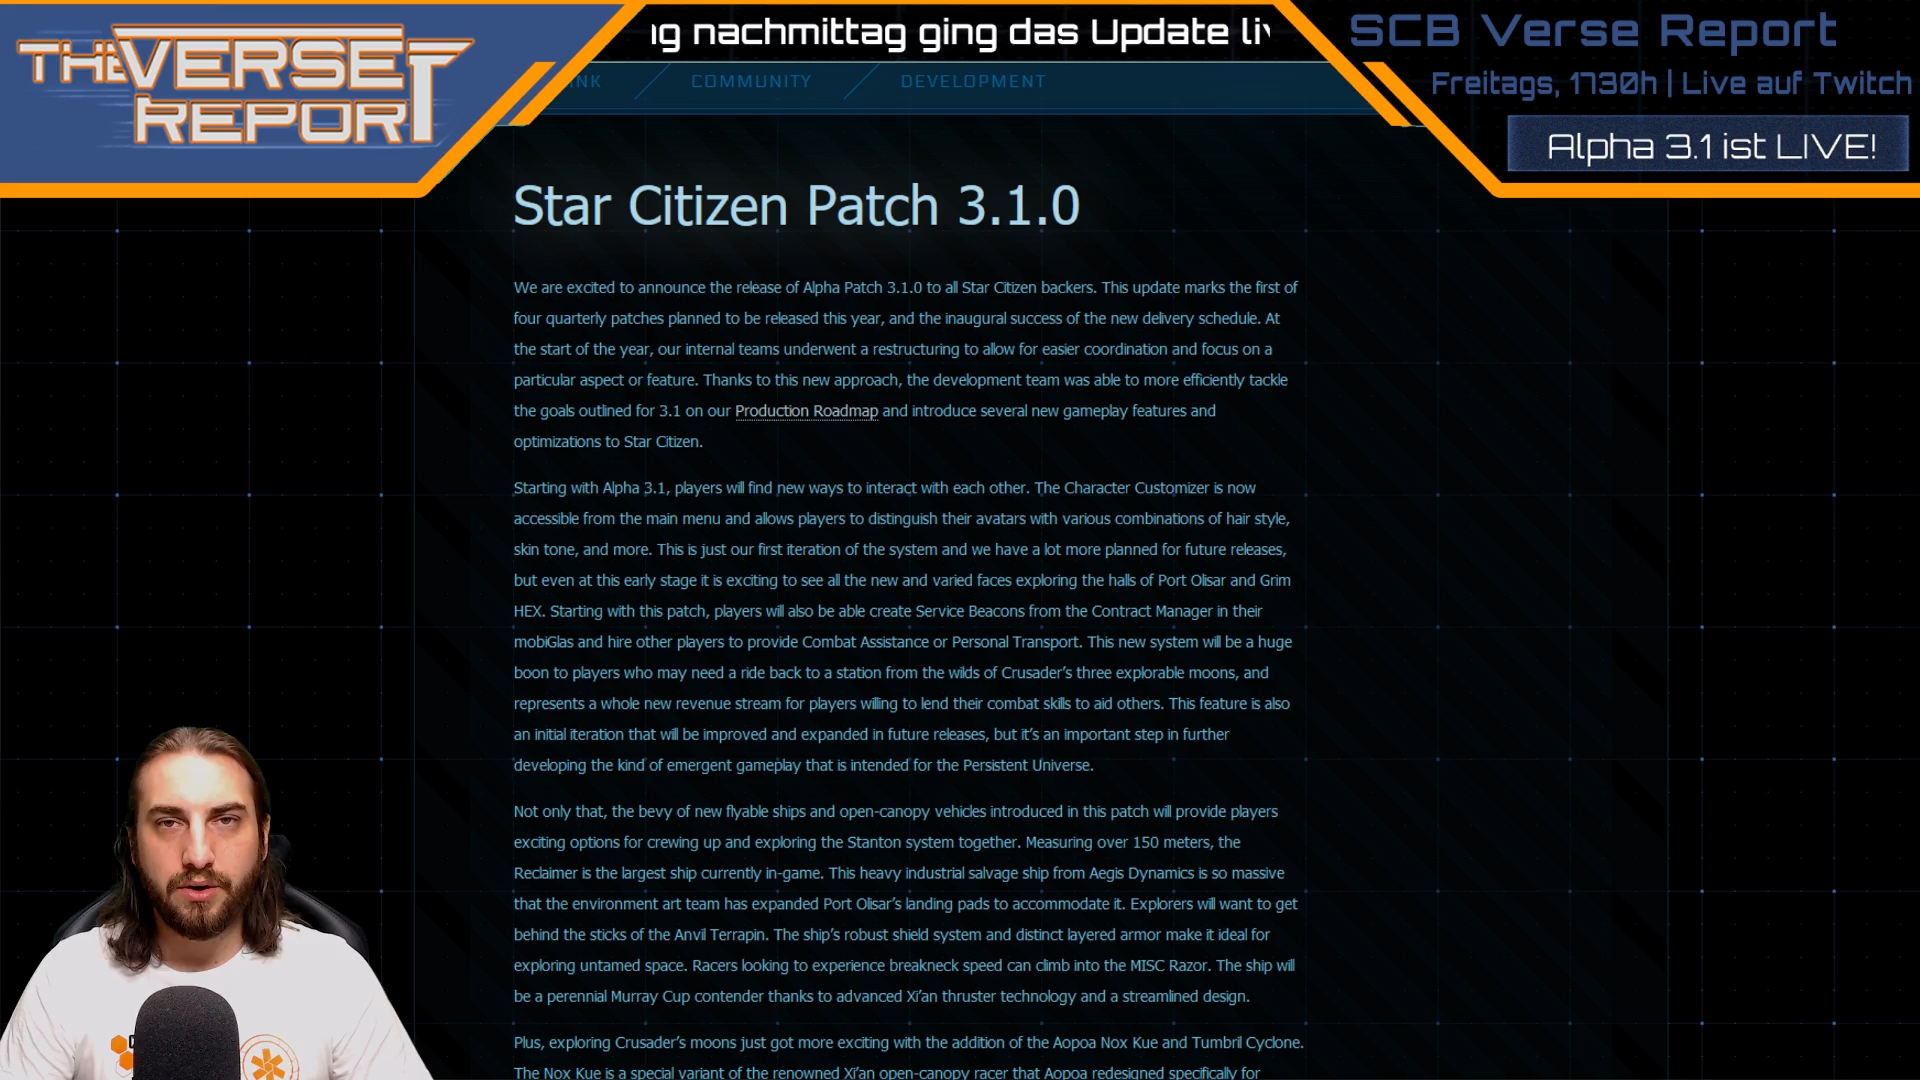 THE VERSE
REPORT
nachmittag ging das Update
SCB Verse Report
Freitags, 1730h | Live auf Twitch
Alpha 3.1 ist LIVE!
COMMUNITY
DEVELOPMENT
Star Citizen Patch 3.1.0
We are excited to announce the release of Alpha Patch 3.1.0 to all Star Citizen backers. This update marks the first of
four quarterly patches planned to be released this year, and the inaugural success of the new delivery schedule. At
the start of the year, our internal teams underwent a restructuring to allow for easier coordination and focus on a
particular aspect or feature. Thanks to this new approach, the development team was able to more efficiently tackle
the goals outlined for 3.1 on our Production Roadmap and introduce several new gameplay features and
optimizations to Star Citizen.
Starting with Alpha 3.1, players will find new ways to interact with each other. The Character Customizer is now
accessible from the main menu and allows players to distinguish their avatars with various combinations of hair style,
skin tone, and more. This is just our first iteration of the system and we have a lot more planned for future releases,
but even at this early stage it is exciting to see all the new and varied faces exploring the halls of Port Olisar and Grim
HEX. Starting with this patch, players will also be able create Service Beacons from the Contract Manager in their
mobiGlas and hire other players to provide Combat Assistance or Personal Transport. This new system will be a huge
boon to players who may need a ride back to a station from the wilds of Crusader's three explorable moons, and
represents a whole new revenue stream for players willing to lend their combat skills to aid others. This feature is also
an initial iteration that will be improved and expanded in future releases, but it's an important step in further
developing the kind of emergent gameplay that is intended for the Persistent Universe.
Not only that, the bevy of new flyable ships and open-canopy vehicles introduced in this patch will provide players
exciting options for crewing up and exploring the Stanton system together. Measuring over 150 meters, the
Reclaimer is the largest ship currently in-game. This heavy industrial salvage ship from Aegis Dynamics is so massive
that the environment art team has expanded Port Olisar's landing pads to accommodate it. Explorers will want to get
behind the sticks of the Anvil Terrapin. The ship's robust shield system and distinct layered armor make it ideal for
exploring untamed space. Racers looking to experience breakneck speed can climb into the MISC Razor. The ship will
be a perennial Murray Cup contender thanks to advanced Xi'an thruster technology and a streamlined design.
Plus, exploring Crusader's moons just got more exciting with the addition of the Aopoa Nox Kue and Tumbril Cyclone.
The Nox Kue is a special variant of the renowned Xi'an open-canopy racer that Aopoa redesigned specifically for